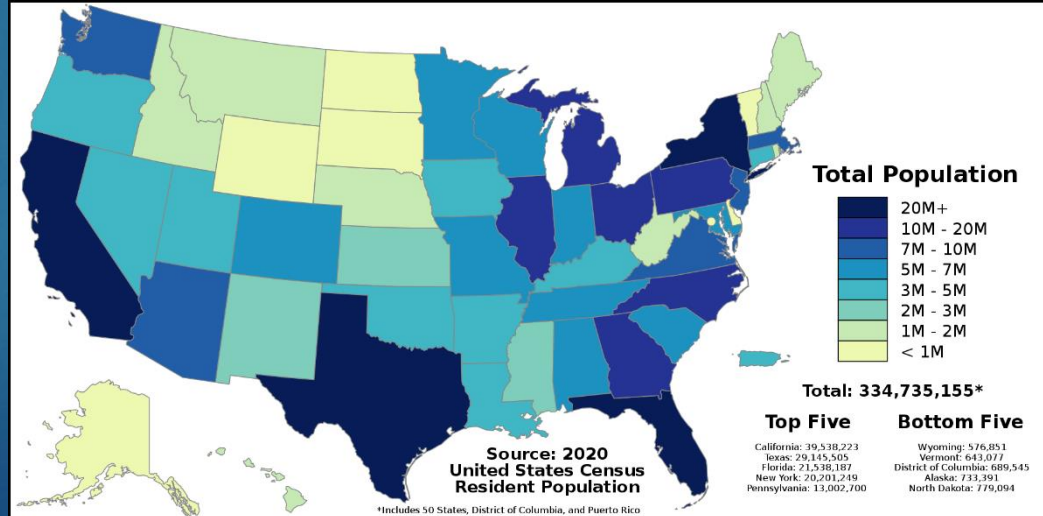 Total Population
20M+
10M - 20M
7M - 10M
5M - 7M
3M - 5M
2M - 3M
1M - 2M
< 1M
Total: 334,735,155*
Top Five
California: 39,538,223
Texas: 29,145,505
Florida: 21,538,187
New York: 20,201,249
Pennsylvania: 13,002,700
Bottom Five
Wyoming: 576,851
Vermont: 643,077
District of Columbia: 689,545
Alaska: 733,391
North Dakota: 779,094
Source: 2020
United States Census
Resident Population
*Includes 50 States, District of Columbia, and Puerto Rico